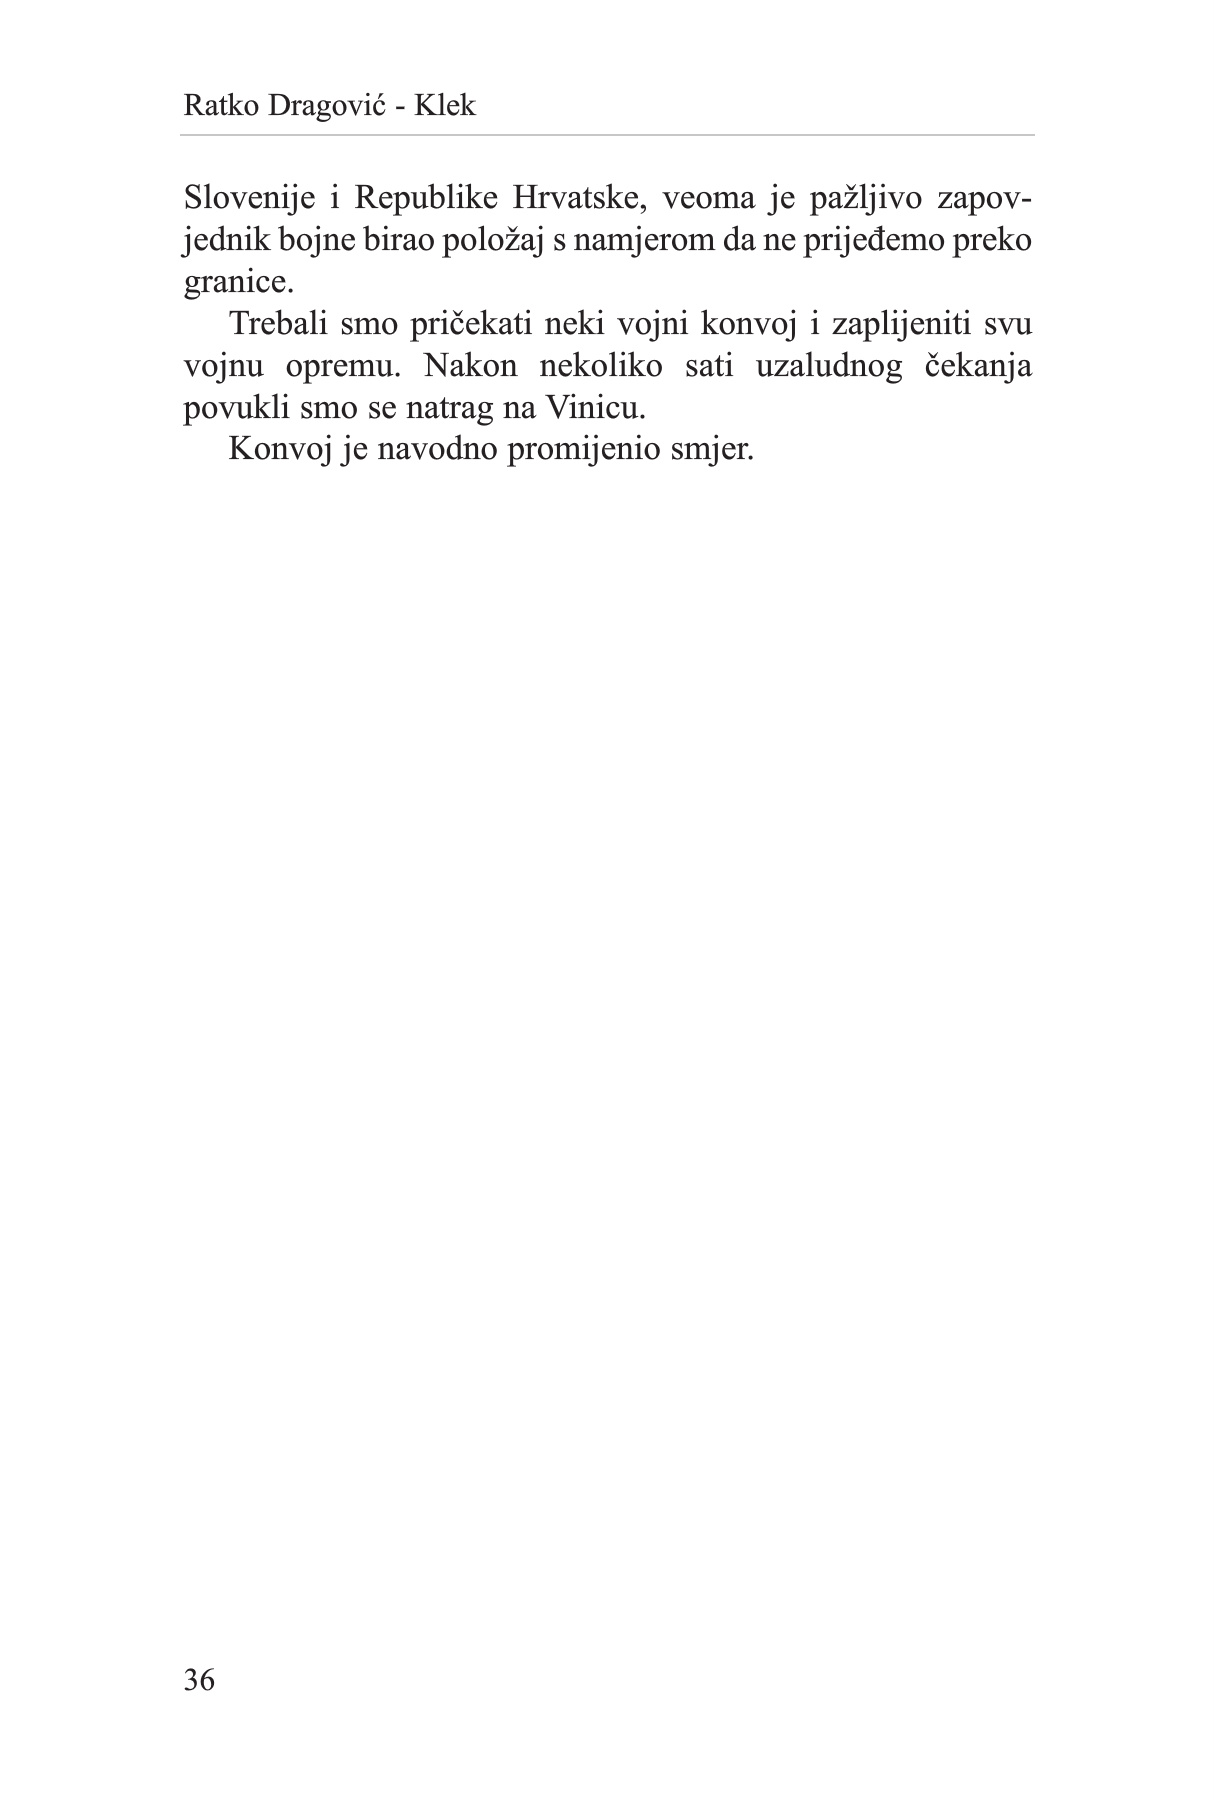 Ratko Dragović - Klek
Slovenije i Republike Hrvatske, veoma je pažljivo zapov-
jednik bojne birao položaj s namjerom da ne prijeđemo preko
granice.
Trebali smo pričekati neki vojni konvoj i zaplijeniti svu
vojnu opremu. Nakon nekoliko sati uzaludnog čekanja
povukli smo se natrag na Vinicu.
Konvoj je navodno promijenio smjer.
36